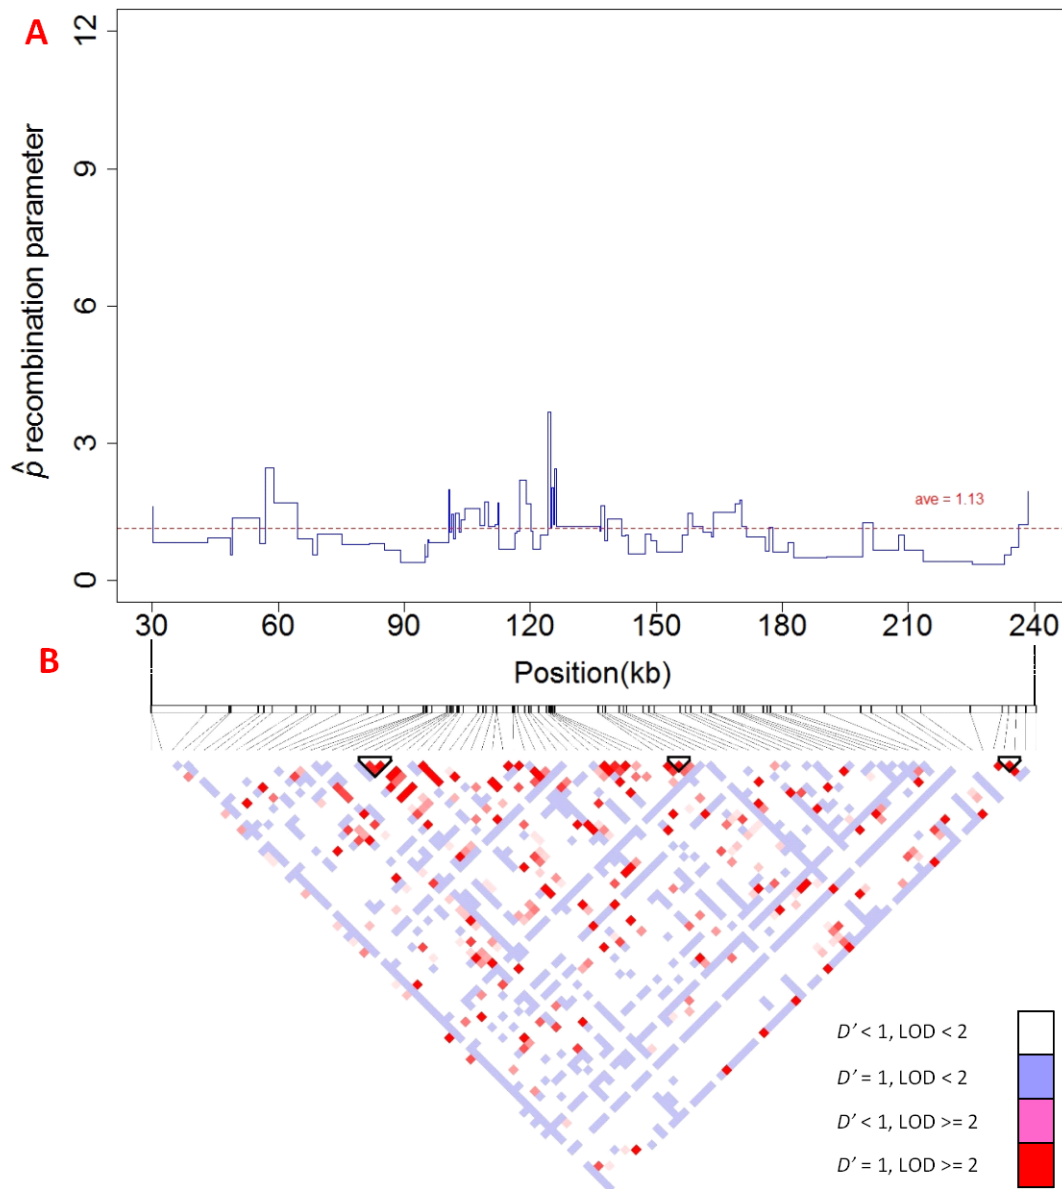 A
12
9
6
3
0
p̂ recombination parameter
ave = 1.13
30 60 90 120 150 180 210 240
Position(kb)
B
D′ < 1, LOD < 2
D′ = 1, LOD < 2
D′ < 1, LOD >= 2
D′ = 1, LOD >= 2